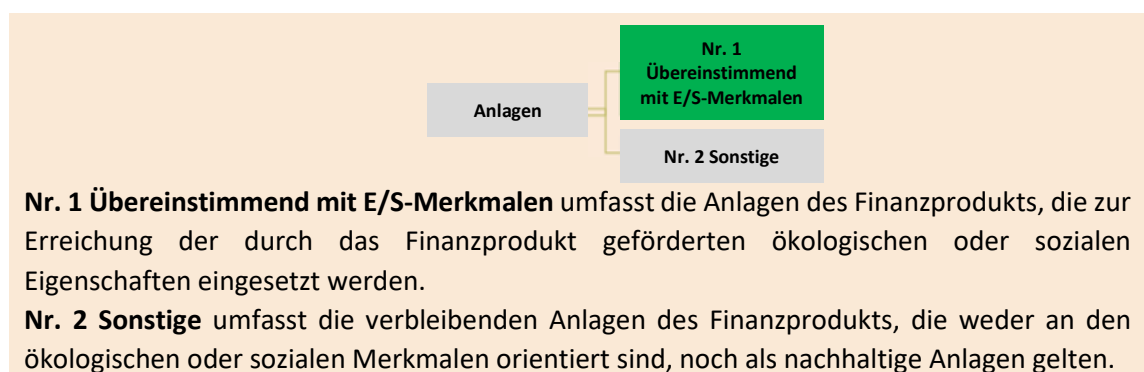 Nr. 1
Übereinstimmend
mit E/S-Merkmalen
Anlagen
Nr. 2 Sonstige
Nr. 1 Übereinstimmend mit E/S-Merkmalen umfasst die Anlagen des Finanzprodukts, die zur
Erreichung der durch das Finanzprodukt geförderten ökologischen oder sozialen
Eigenschaften eingesetzt werden.
Nr. 2 Sonstige umfasst die verbleibenden Anlagen des Finanzprodukts, die weder an den
ökologischen oder sozialen Merkmalen orientiert sind, noch als nachhaltige Anlagen gelten.